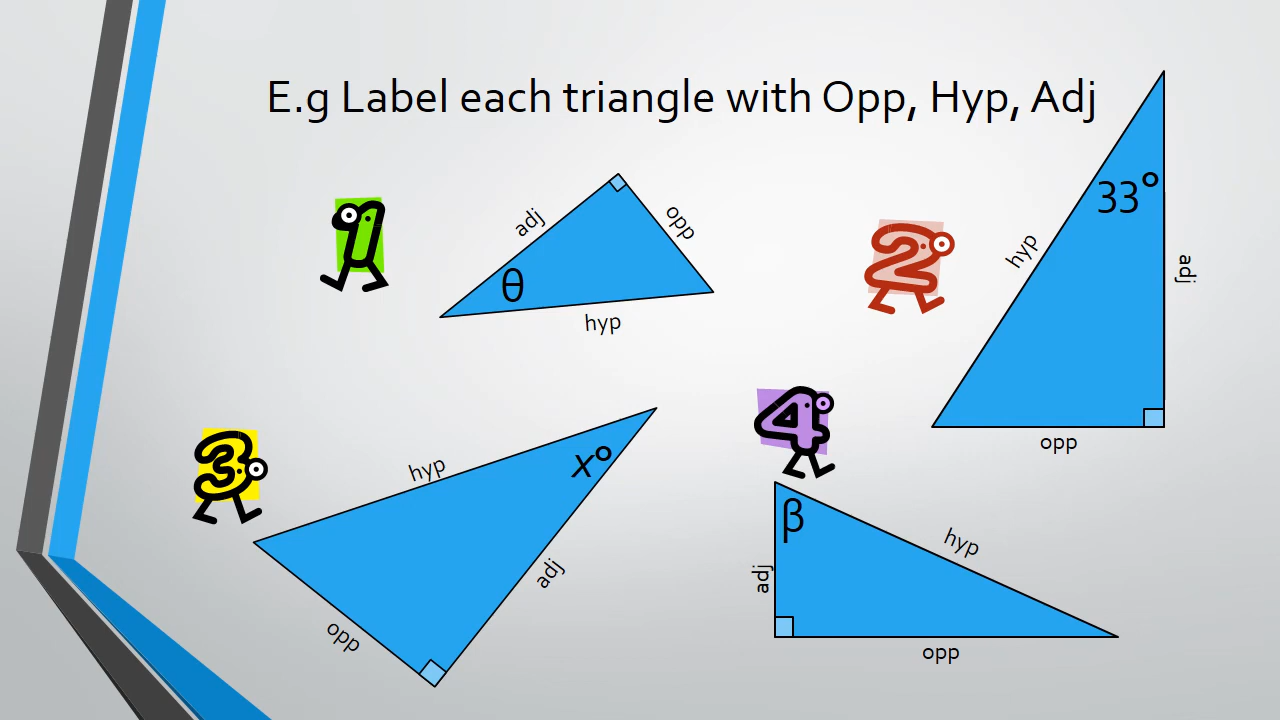 E.g Label each triangle with Opp, Hyp, Adj
1
adj
opp
θ
hyp
2
33°
hyp
adj
opp
3
hyp
x°
adj
opp
4
β
hyp
adj
opp